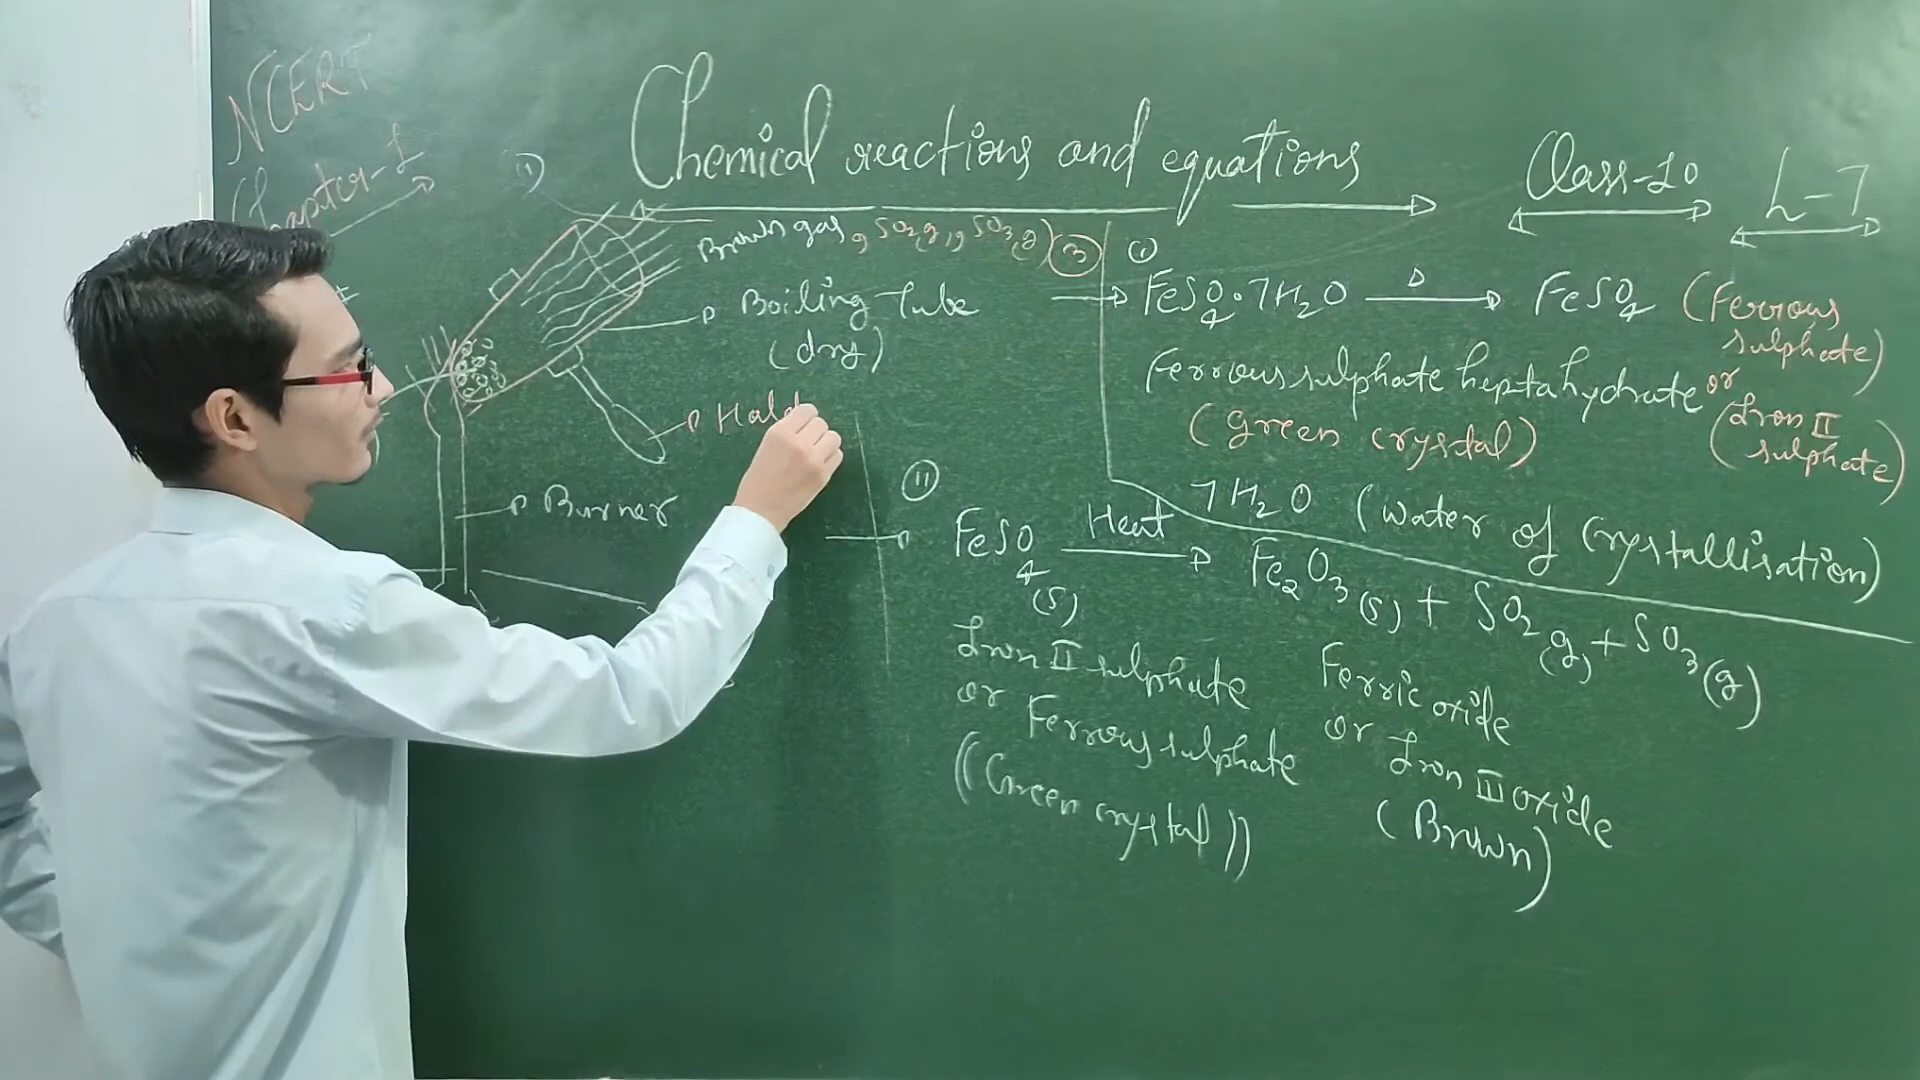 NCERT
Chapter-1
Chemical reactions and equations
Class-10
L-7
Brown gas, SO2(g), SO3(g)
Boiling Tube
(dry)
Hold
Burner
(i)
FeSO4.7H2O Δ FeSO4 (Ferrous
sulphate)
Ferrous sulphate heptahydrate or
(Green crystal)
(Iron II
sulphate)
7H2O (Water of Crystallisation)
(ii)
FeSO4(s) Heat Fe2O3(s) + SO2(g) + SO3(g)
Iron II sulphate
or Ferrous sulphate
((Green crystal))
Ferric oxide
or Iron III oxide
(Brown)